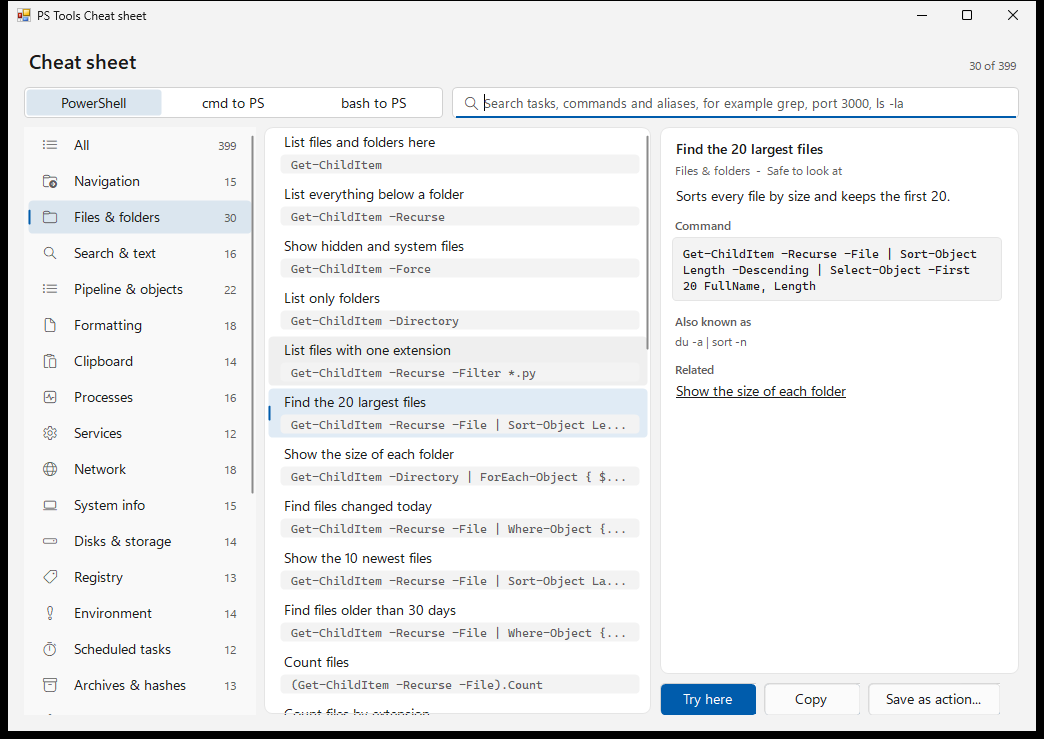 PS Tools Cheat sheet
Cheat sheet
30 of 399
PowerShell
cmd to PS
bash to PS
Search tasks, commands and aliases, for example grep, port 3000, ls -la
All 399
Navigation 15
Files & folders 30
Search & text 16
Pipeline & objects 22
Formatting 18
Clipboard 14
Processes 16
Services 12
Network 18
System info 15
Disks & storage 14
Registry 13
Environment 14
Scheduled tasks 12
Archives & hashes 13
List files and folders here
Get-ChildItem
List everything below a folder
Get-ChildItem -Recurse
Show hidden and system files
Get-ChildItem -Force
List only folders
Get-ChildItem -Directory
List files with one extension
Get-ChildItem -Recurse -Filter *.py
Find the 20 largest files
Get-ChildItem -Recurse -File | Sort-Object Le...
Show the size of each folder
Get-ChildItem -Directory | ForEach-Object { $...
Find files changed today
Get-ChildItem -Recurse -File | Where-Object {...
Show the 10 newest files
Get-ChildItem -Recurse -File | Sort-Object La...
Find files older than 30 days
Get-ChildItem -Recurse -File | Where-Object {...
Count files
(Get-ChildItem -Recurse -File).Count
Count files by extension
Find the 20 largest files
Files & folders - Safe to look at
Sorts every file by size and keeps the first 20.
Command
Get-ChildItem -Recurse -File | Sort-Object
Length -Descending | Select-Object -First
20 FullName, Length
Also known as
du -a | sort -n
Related
Show the size of each folder
Try here
Copy
Save as action...